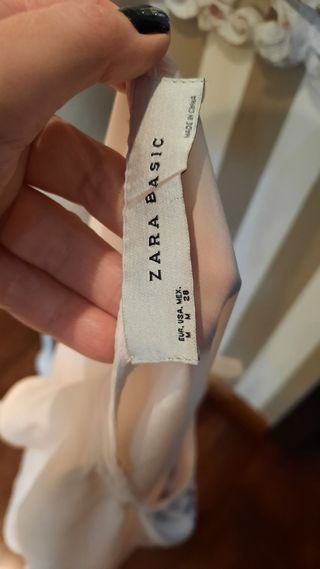 ZARA BASIC
MADE IN CHINA
EUR. USA. MEX.
M M 28